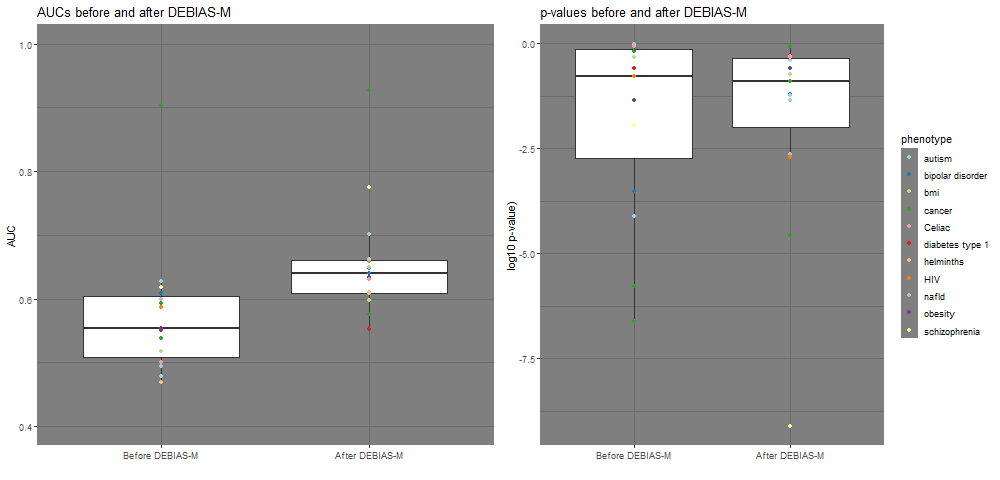 AUCs before and after DEBIAS-M
1.0
0.8
0.6
0.4
AUC
Before DEBIAS-M
After DEBIAS-M
p-values before and after DEBIAS-M
0.0
-2.5
-5.0
-7.5
log10 p-value)
Before DEBIAS-M
After DEBIAS-M
phenotype
autism
bipolar disorder
bmi
cancer
Celiac
diabetes type 1
helminths
HIV
nafld
obesity
schizophrenia